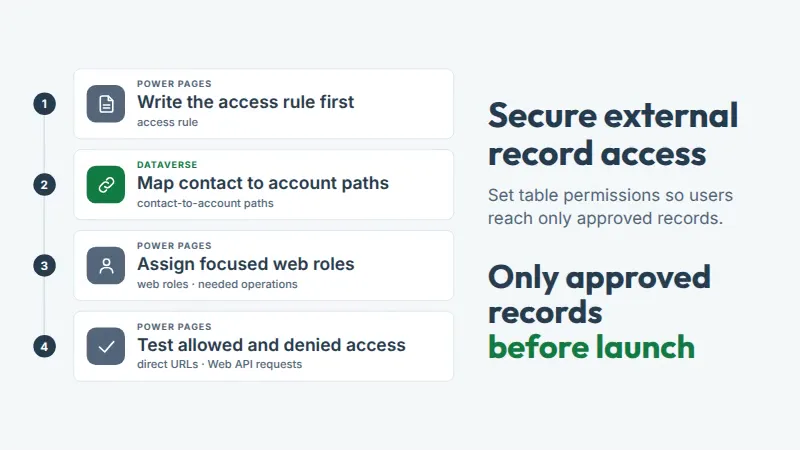 1
POWER PAGES
Write the access rule first
access rule
2
DATAVERSE
Map contact to account paths
contact-to-account paths
3
POWER PAGES
Assign focused web roles
web roles · needed operations
4
POWER PAGES
Test allowed and denied access
direct URLs · Web API requests
Secure external
record access
Set table permissions so users
reach only approved records.
Only approved
records
before launch